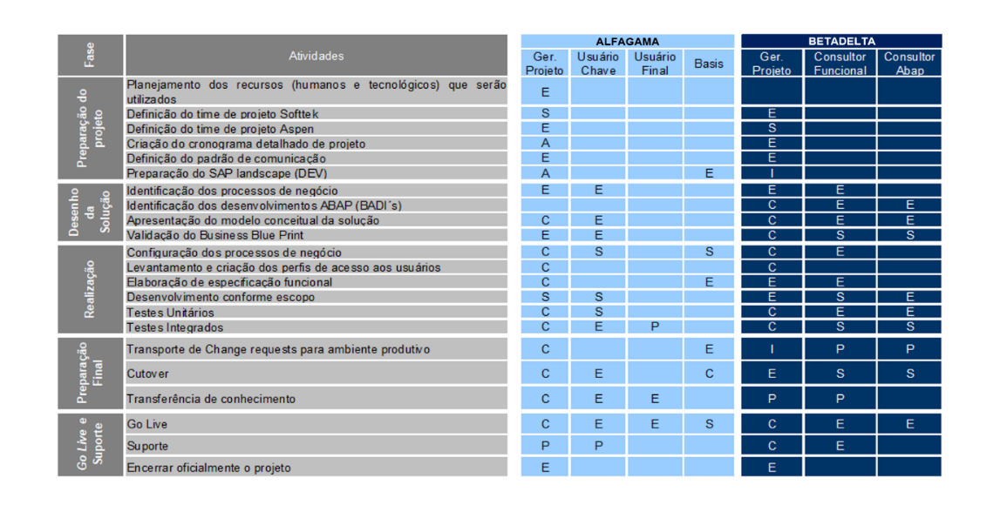 ALFAGAMA BETADELTA
Fase Atividades Ger. Projeto Usuário Chave Usuário Final Basis Ger. Projeto Consultor Funcional Consultor Abap
Preparação do projeto
Planejamento dos recursos (humanos e tecnológicos) que serão
utilizados E
Definição do time de projeto Softtek S E
Definição do time de projeto Aspen E S
Criação do cronograma detalhado de projeto A E
Definição do padrão de comunicação E E
Preparação do SAP landscape (DEV) A E I
Desenho da Solução
Identificação dos processos de negócio E E E E
Identificação dos desenvolvimentos ABAP (BADI´s) C E E
Apresentação do modelo conceitual da solução C E C E E
Validação do Business Blue Print E E C S S
Realização
Configuração dos processos de negócio C S S C E
Levantamento e criação dos perfis de acesso aos usuários C C
Elaboração de especificação funcional C E E E
Desenvolvimento conforme escopo S S E S E
Testes Unitários C S C E E
Testes Integrados C E P C S S
Preparação Final
Transporte de Change requests para ambiente produtivo C E I P P
Cutover C E C E S S
Transferência de conhecimento C E E P P
Go Live e Suporte
Go Live C E E S C E E
Suporte P P C E
Encerrar oficialmente o projeto E E